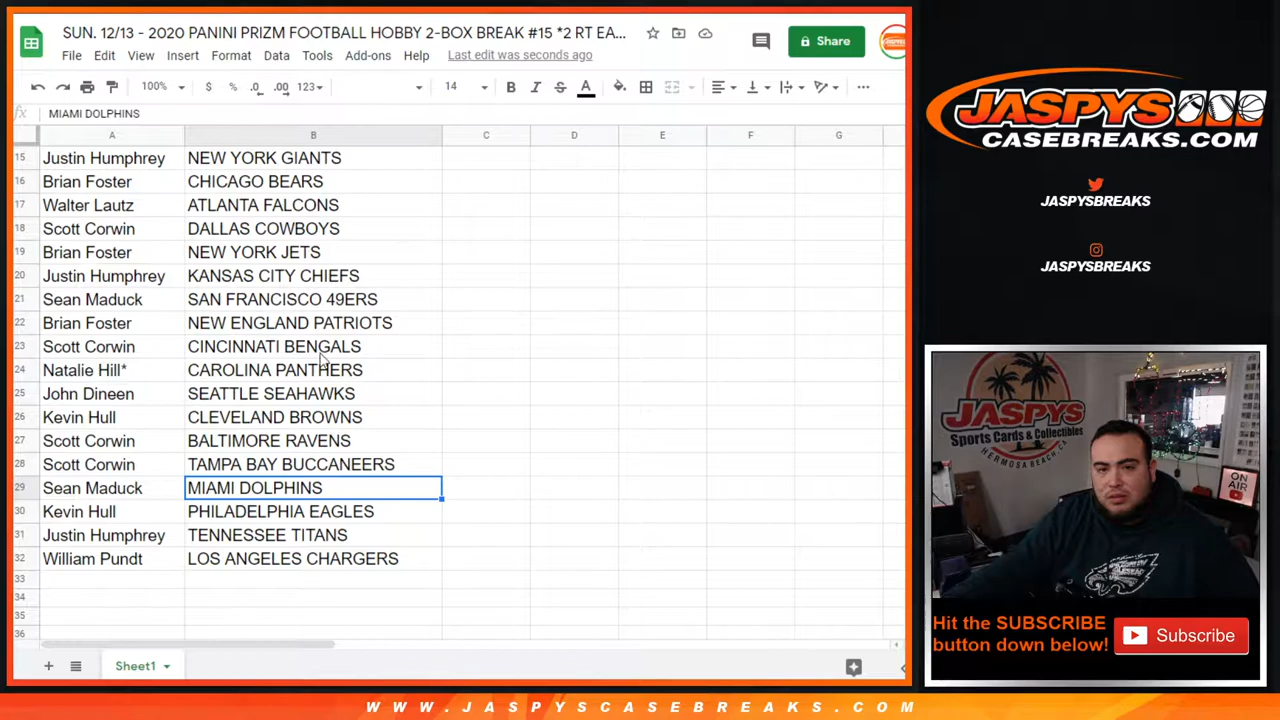 SUN. 12/13 - 2020 PANINI PRIZM FOOTBALL HOBBY 2-BOX BREAK #15 *2 RT EA...
File Edit View Insert Format Data Tools Add-ons Help
Last edit was seconds ago
Share
100% $ % .0 .00 123 14 B I S A
fx MIAMI DOLPHINS
A B C D E F G
15 Justin Humphrey NEW YORK GIANTS
16 Brian Foster CHICAGO BEARS
17 Walter Lautz ATLANTA FALCONS
18 Scott Corwin DALLAS COWBOYS
19 Brian Foster NEW YORK JETS
20 Justin Humphrey KANSAS CITY CHIEFS
21 Sean Maduck SAN FRANCISCO 49ERS
22 Brian Foster NEW ENGLAND PATRIOTS
23 Scott Corwin CINCINNATI BENGALS
24 Natalie Hill* CAROLINA PANTHERS
25 John Dineen SEATTLE SEAHAWKS
26 Kevin Hull CLEVELAND BROWNS
27 Scott Corwin BALTIMORE RAVENS
28 Scott Corwin TAMPA BAY BUCCANEERS
29 Sean Maduck MIAMI DOLPHINS
30 Kevin Hull PHILADELPHIA EAGLES
31 Justin Humphrey TENNESSEE TITANS
32 William Pundt LOS ANGELES CHARGERS
33
34
35
36
Sheet1
JASPYS
CASEBREAKS.COM
JASPYSBREAKS
JASPYSBREAKS
JASPYS
Sports Cards & Collectibles
HERMOSA BEACH, CA
ON AIR
Hit the SUBSCRIBE
button down below!
Subscribe
WWW.JASPYSCASEBREAKS.COM